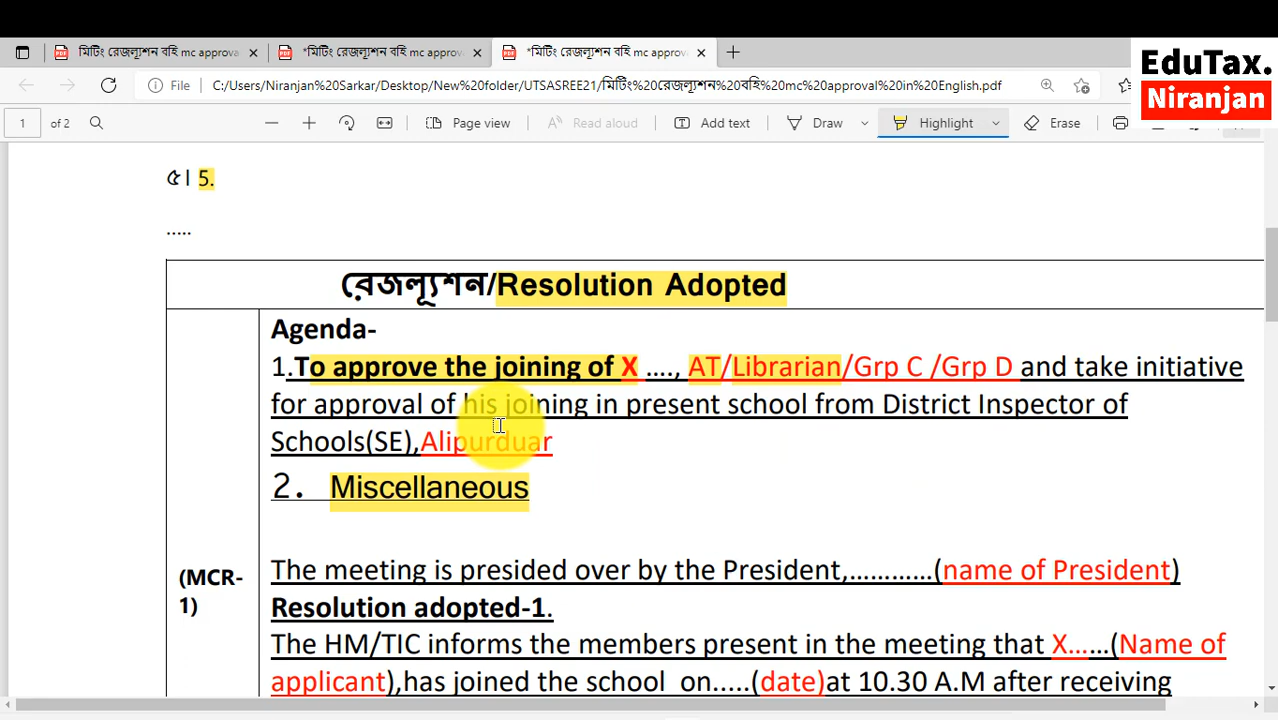 মিটিং রেজল্যূশন বহি mc approva
*মিটিং রেজল্যূশন বহি mc approv
*মিটিং রেজল্যূশন বহি mc approv
EduTax.
Niranjan
File
C:/Users/Niranjan%20Sarkar/Desktop/New%20folder/UTSASREE21/মিটিং%20রেজল্যূশন%20বহি%20mc%20approval%20in%20English.pdf
1 of 2
Page view
Read aloud
Add text
Draw
Highlight
Erase
৫। 5.
.....
রেজল্যূশন/Resolution Adopted
Agenda-
1.To approve the joining of X ...., AT/Librarian/Grp C /Grp D and take initiative
for approval of his joining in present school from District Inspector of
Schools(SE),Alipurduar
2. Miscellaneous
The meeting is presided over by the President,............(name of President)
(MCR-
1)
Resolution adopted-1.
The HM/TIC informs the members present in the meeting that X......(Name of
applicant),has joined the school on.....(date)at 10.30 A.M after receiving